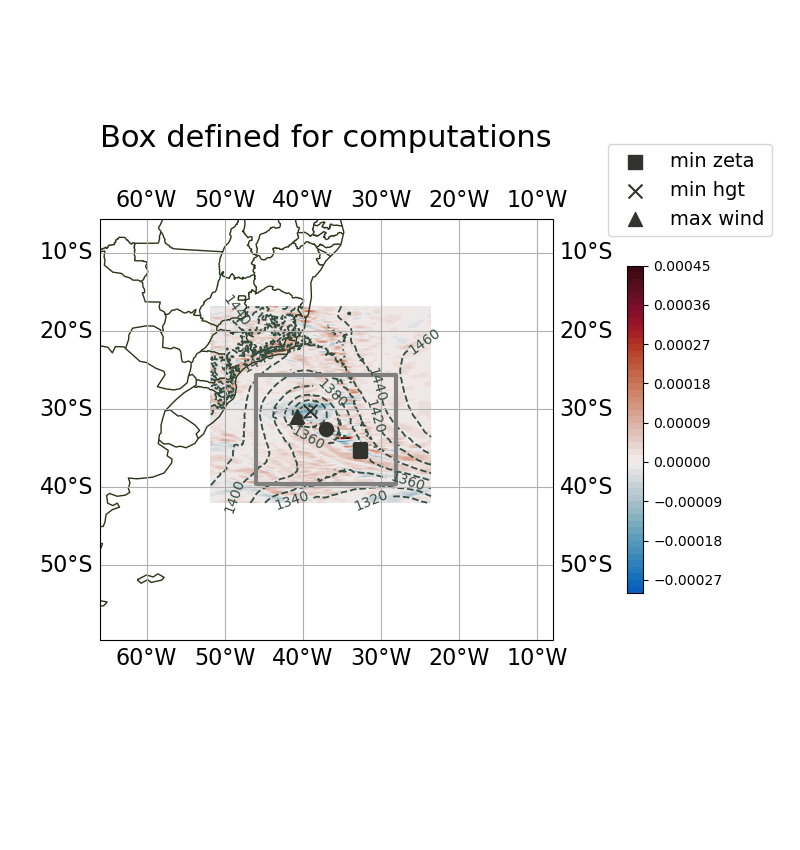 Box defined for computations
min zeta
min hgt
max wind
60°W 50°W 40°W 30°W 20°W 10°W
10°S 10°S
20°S 20°S
30°S 30°S
40°S 40°S
50°S 50°S
60°W 50°W 40°W 30°W 20°W 10°W
1440
1460
1440
1380
1420
1360
1360
1400
1340
1320
0.00045
0.00036
0.00027
0.00018
0.00009
0.00000
−0.00009
−0.00018
−0.00027